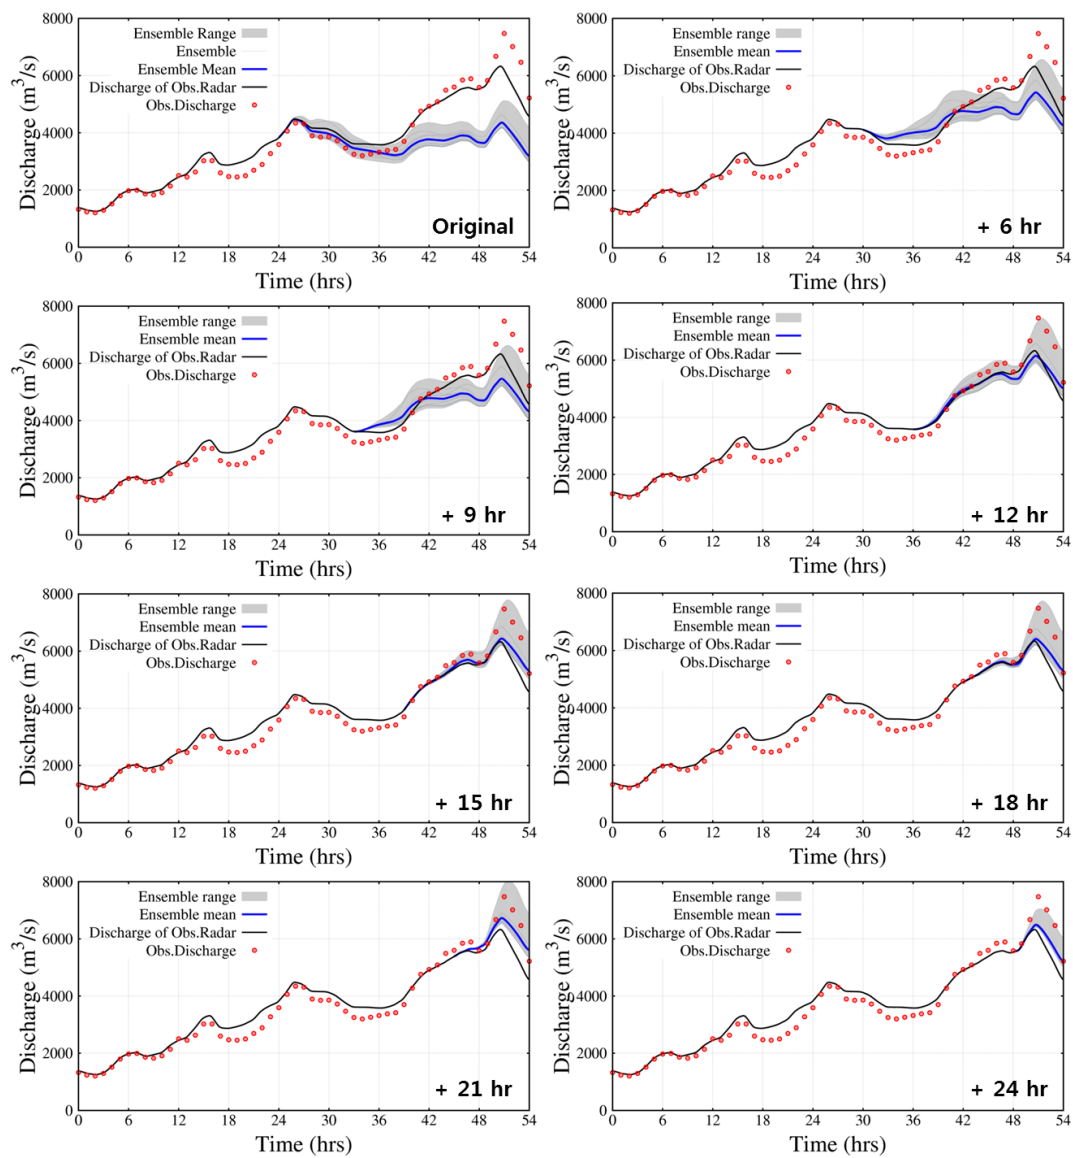 Discharge (m³/s)
8000
6000
4000
2000
0
Ensemble Range
Ensemble
Ensemble Mean
Discharge of Obs.Radar
Obs.Discharge
Original
0 6 12 18 24 30 36 42 48 54
Time (hrs)
Discharge (m³/s)
8000
6000
4000
2000
0
Ensemble range
Ensemble mean
Discharge of Obs.Radar
Obs.Discharge
+ 6 hr
0 6 12 18 24 30 36 42 48 54
Time (hrs)
Discharge (m³/s)
8000
6000
4000
2000
0
Ensemble range
Ensemble mean
Discharge of Obs.Radar
Obs.Discharge
+ 9 hr
0 6 12 18 24 30 36 42 48 54
Time (hrs)
Discharge (m³/s)
8000
6000
4000
2000
0
Ensemble range
Ensemble mean
Discharge of Obs.Radar
Obs.Discharge
+ 12 hr
0 6 12 18 24 30 36 42 48 54
Time (hrs)
Discharge (m³/s)
8000
6000
4000
2000
0
Ensemble range
Ensemble mean
Discharge of Obs.Radar
Obs.Discharge
+ 15 hr
0 6 12 18 24 30 36 42 48 54
Time (hrs)
Discharge (m³/s)
8000
6000
4000
2000
0
Ensemble range
Ensemble mean
Discharge of Obs.Radar
Obs.Discharge
+ 18 hr
0 6 12 18 24 30 36 42 48 54
Time (hrs)
Discharge (m³/s)
8000
6000
4000
2000
0
Ensemble range
Ensemble mean
Discharge of Obs.Radar
Obs.Discharge
+ 21 hr
0 6 12 18 24 30 36 42 48 54
Time (hrs)
Discharge (m³/s)
8000
6000
4000
2000
0
Ensemble range
Ensemble mean
Discharge of Obs.Radar
Obs.Discharge
+ 24 hr
0 6 12 18 24 30 36 42 48 54
Time (hrs)